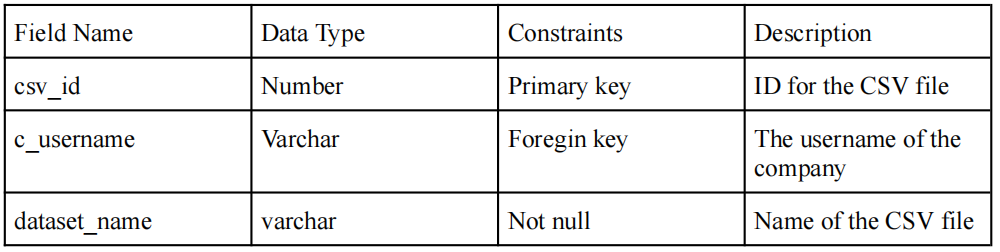 Field Name Data Type Constraints Description
csv_id Number Primary key ID for the CSV file
c_username Varchar Foregin key The username of the
company
dataset_name varchar Not null Name of the CSV file